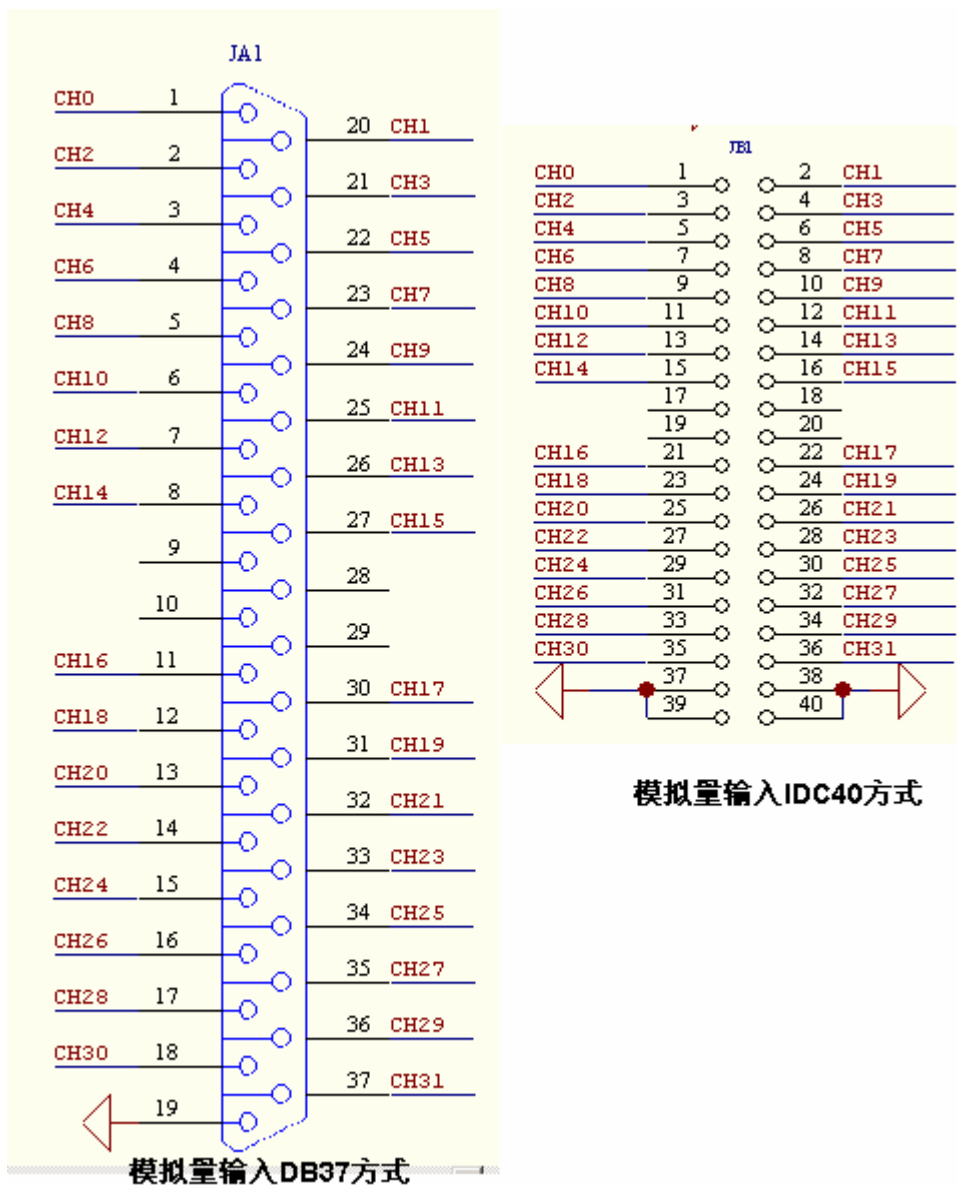 JA1
CH0 1
20 CH1
CH2 2
21 CH3
CH4 3
22 CH5
CH6 4
23 CH7
CH8 5
24 CH9
CH10 6
25 CH11
CH12 7
26 CH13
CH14 8
27 CH15
9
28
10
29
CH16 11
30 CH17
CH18 12
31 CH19
CH20 13
32 CH21
CH22 14
33 CH23
CH24 15
34 CH25
CH26 16
35 CH27
CH28 17
36 CH29
CH30 18
37 CH31
19
模拟量输入DB37方式
JB1
CH0 1 2 CH1
CH2 3 4 CH3
CH4 5 6 CH5
CH6 7 8 CH7
CH8 9 10 CH9
CH10 11 12 CH11
CH12 13 14 CH13
CH14 15 16 CH15
17 18
19 20
CH16 21 22 CH17
CH18 23 24 CH19
CH20 25 26 CH21
CH22 27 28 CH23
CH24 29 30 CH25
CH26 31 32 CH27
CH28 33 34 CH29
CH30 35 36 CH31
37 38
39 40
模拟量输入IDC40方式